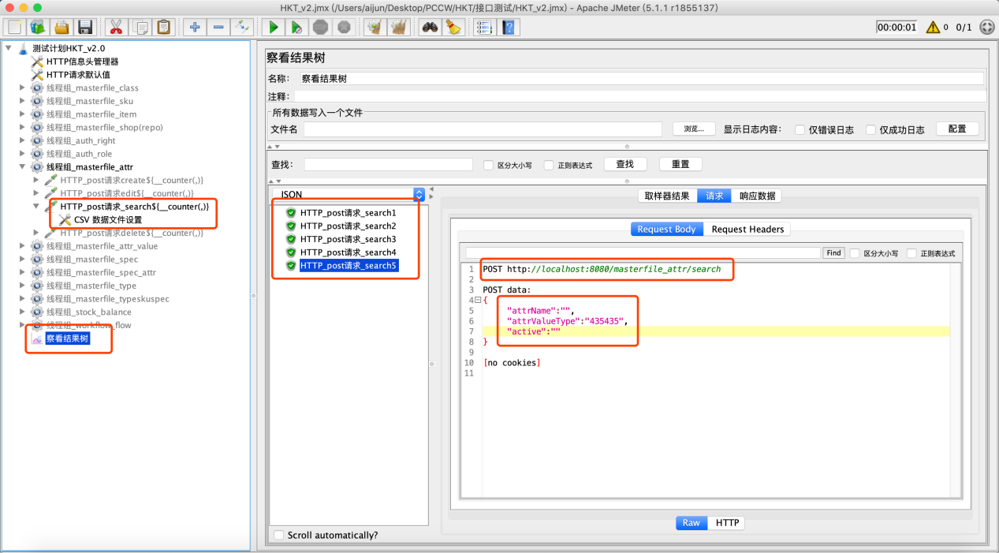 HKT_v2.jmx (/Users/aijun/Desktop/PCCW/HKT/接口测试/HKT_v2.jmx) - Apache JMeter (5.1.1 r1855137)
00:00:01 0 0/1
测试计划HKT_v2.0
HTTP信息头管理器
HTTP请求默认值
线程组_masterfile_class
线程组_masterfile_sku
线程组_masterfile_item
线程组_masterfile_shop(repo)
线程组_auth_right
线程组_auth_role
线程组_masterfile_attr
HTTP_post请求create${__counter(,)}
HTTP_post请求edit${__counter(,)}
HTTP_post请求_search${__counter(,)}
CSV 数据文件设置
HTTP_post请求delete${__counter(,)}
线程组_masterfile_attr_value
线程组_masterfile_spec
线程组_masterfile_spec_attr
线程组_masterfile_type
线程组_masterfile_typeskuspec
线程组_stock_balance
线程组_workflow_flow
察看结果树
察看结果树
名称: 察看结果树
注释:
所有数据写入一个文件
文件名 浏览... 显示日志内容: 仅错误日志 仅成功日志 配置
查找: 区分大小写 正则表达式 查找 重置
JSON
HTTP_post请求_search1
HTTP_post请求_search2
HTTP_post请求_search3
HTTP_post请求_search4
HTTP_post请求_search5
Scroll automatically?
取样器结果 请求 响应数据
Request Body Request Headers
Find 区分大小写 正则表达式
1 POST http://localhost:8080/masterfile_attr/search
2
3 POST data:
4 {
5 "attrName":"",
6 "attrValueType":"435435",
7 "active":""
8 }
9
10 [no cookies]
11
Raw HTTP